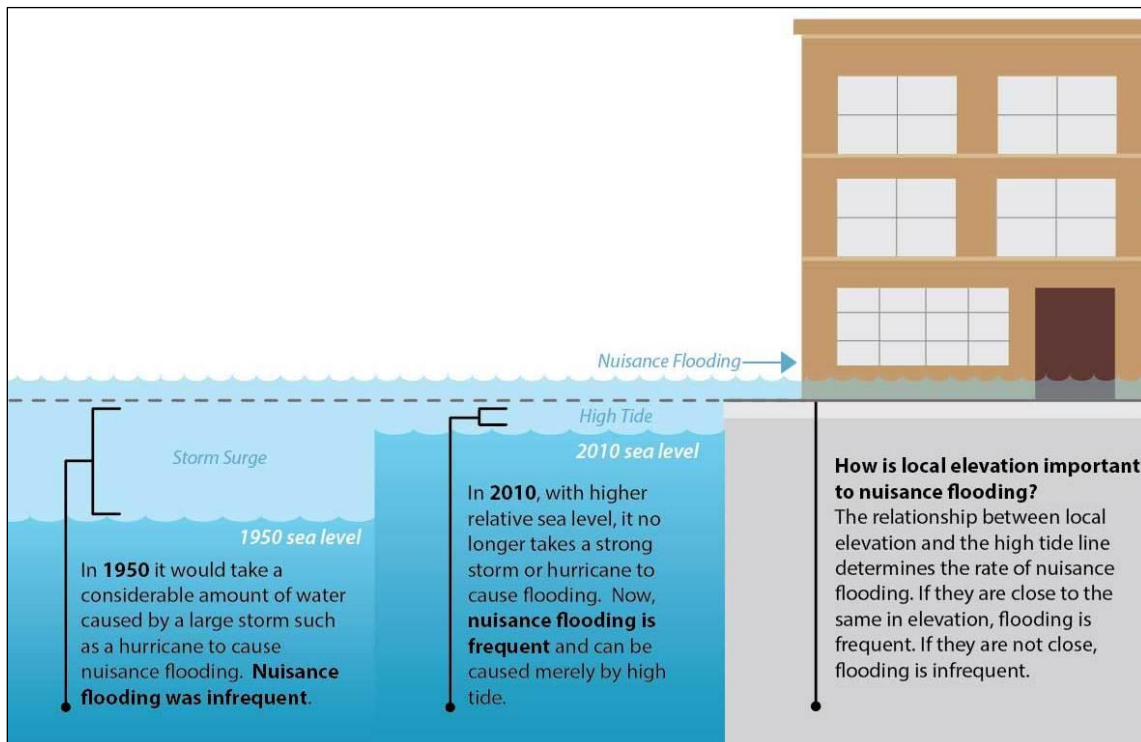 Nuisance Flooding
Storm Surge
1950 sea level
In 1950 it would take a
considerable amount of water
caused by a large storm such
as a hurricane to cause
nuisance flooding. Nuisance
flooding was infrequent.
High Tide
2010 sea level
In 2010, with higher
relative sea level, it no
longer takes a strong
storm or hurricane to
cause flooding. Now,
nuisance flooding is
frequent and can be
caused merely by high
tide.
How is local elevation important
to nuisance flooding?
The relationship between local
elevation and the high tide line
determines the rate of nuisance
flooding. If they are close to the
same in elevation, flooding is
frequent. If they are not close,
flooding is infrequent.